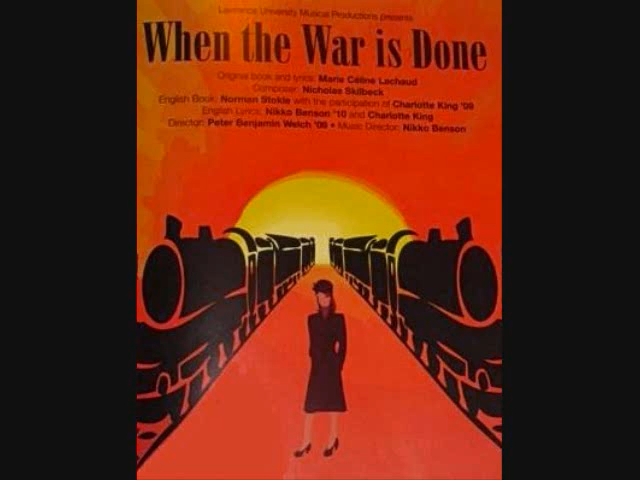 Lawrence University Musical Productions presents
When the War is Done
Original book and lyrics: Marie Céline Lachaud
Composer: Nicholas Skilbeck
English Book: Norman Stokle with the participation of Charlotte King '09
English Lyrics: Nikko Benson '10 and Charlotte King
Director: Peter Benjamin Welch '08 • Music Director: Nikko Benson